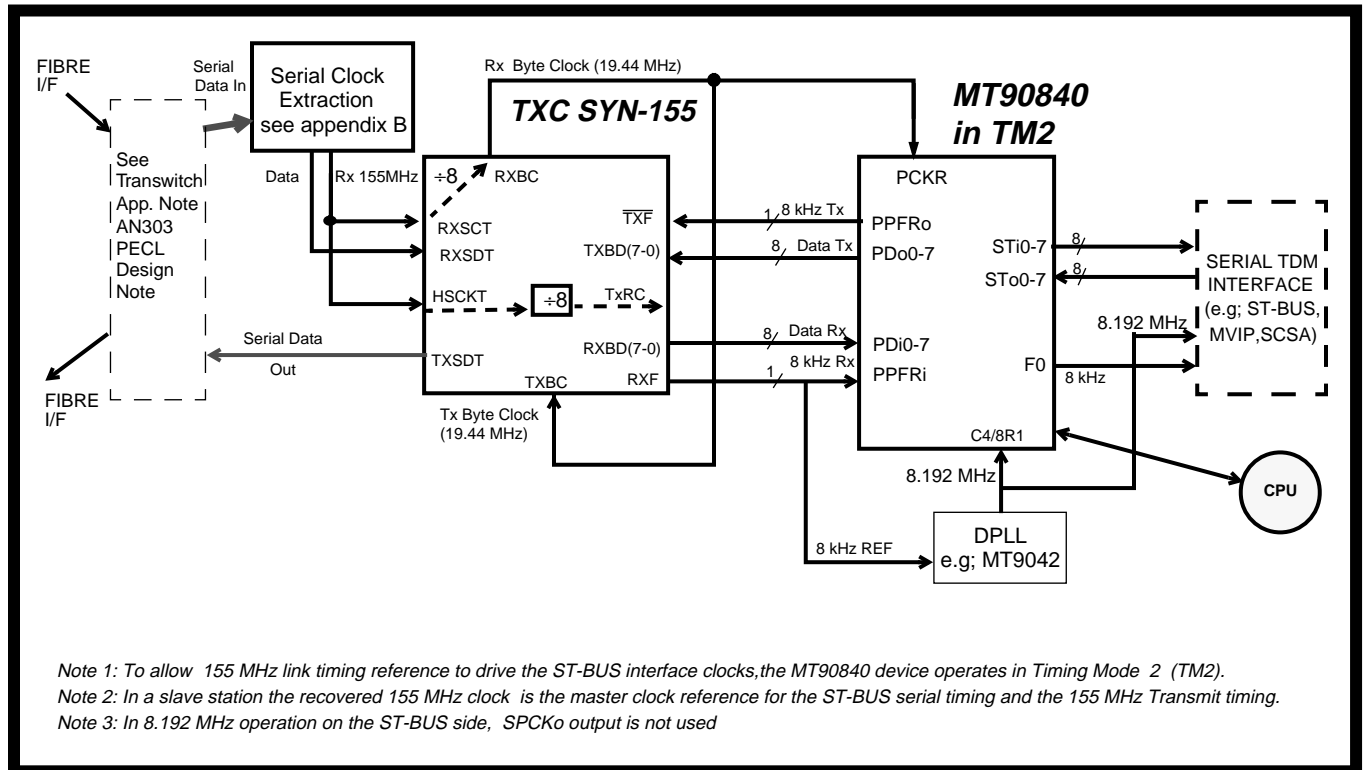 FIBRE
I/F
Serial
Data In
Serial Clock
Extraction
see appendix B
Rx Byte Clock (19.44 MHz)
TXC SYN-155
MT90840
in TM2
See
Transwitch
App. Note
AN303
PECL
Design
Note
Data
Rx 155MHz
÷8
RXBC
RXSCT
RXSDT
HSCKT
÷8
TxRC
TXSDT
TXBC
TXF
TXBD(7-0)
RXBD(7-0)
RXF
1
8 kHz Tx
8
Data Tx
8
Data Rx
1
8 kHz Rx
PCKR
PPFRo
PDo0-7
PDi0-7
PPFRi
STi0-7
STo0-7
F0
C4/8R1
8
8
8.192 MHz
8 kHz
SERIAL TDM
INTERFACE
(e.g; ST-BUS,
MVIP,SCSA)
Serial Data
Out
FIBRE
I/F
Tx Byte Clock
(19.44 MHz)
8.192 MHz
8 kHz REF
DPLL
e.g; MT9042
CPU
Note 1: To allow 155 MHz link timing reference to drive the ST-BUS interface clocks,the MT90840 device operates in Timing Mode 2 (TM2).
Note 2: In a slave station the recovered 155 MHz clock is the master clock reference for the ST-BUS serial timing and the 155 MHz Transmit timing.
Note 3: In 8.192 MHz operation on the ST-BUS side, SPCKo output is not used